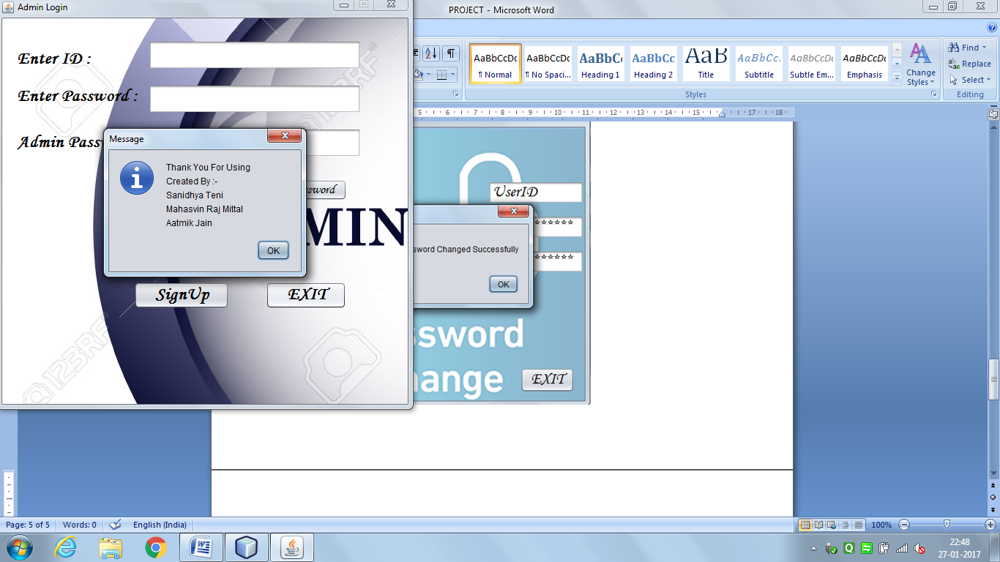 Admin Login
Enter ID :
Enter Password :
Admin Passw
ssword
MIN
SignUp
EXIT
Message
Thank You For Using
Created By :-
Sanidhya Teni
Mahasvin Raj Mittal
Aatmik Jain
OK
PROJECT - Microsoft Word
AaBbCcDc
¶ Normal
AaBbCcDc
¶ No Spaci...
AaBbC
Heading 1
AaBbCc
Heading 2
AaB
Title
AaBbCc.
Subtitle
AaBbCcDc
Subtle Em...
AaBbCcDc
Emphasis
Change
Styles
Find
Replace
Select
Styles
Editing
5 6 7 8 9 10 11 12 13 14 15 17 18
UserID
******
******
sword Changed Successfully
OK
ssword
hange
EXIT
123RF
©123RF
Page: 5 of 5
Words: 0
English (India)
100%
22:48
27-01-2017